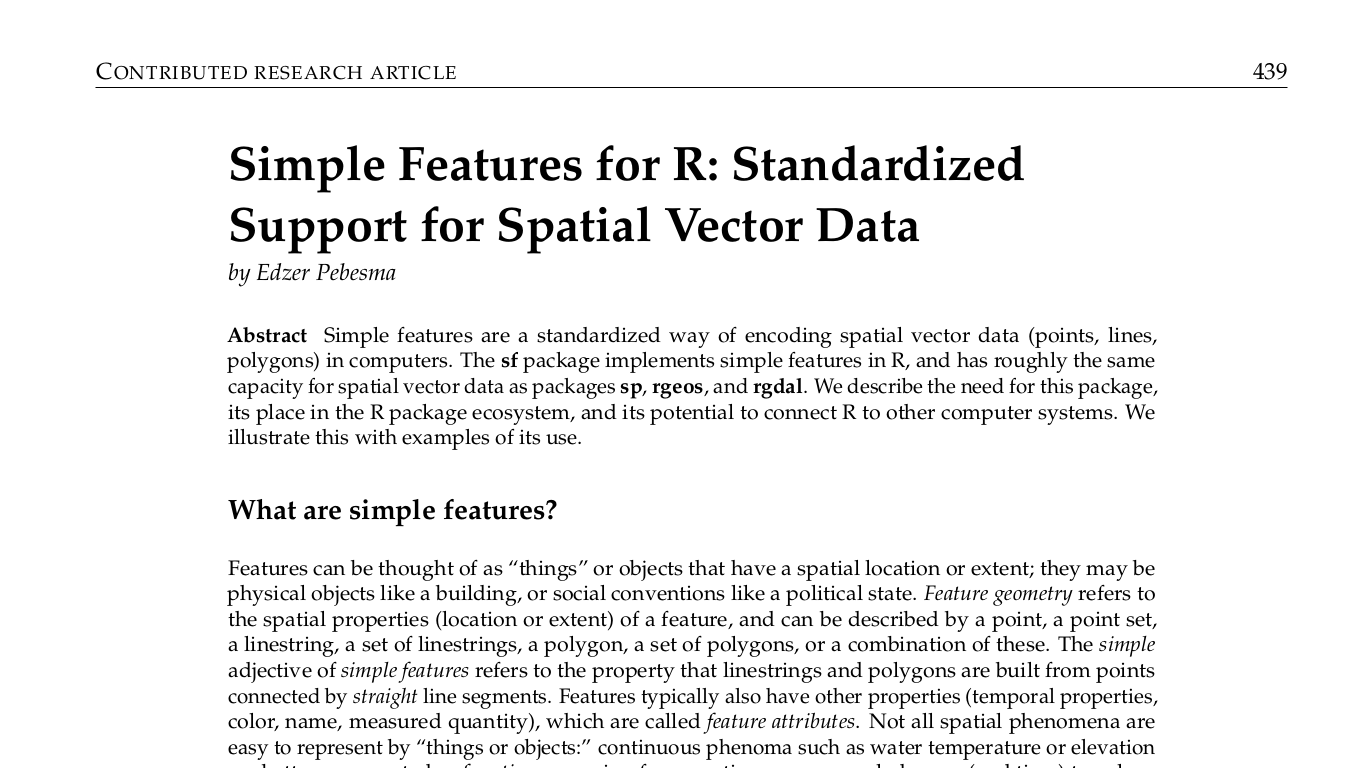 CONTRIBUTED RESEARCH ARTICLE 439
Simple Features for R: Standardized
Support for Spatial Vector Data
by Edzer Pebesma
Abstract Simple features are a standardized way of encoding spatial vector data (points, lines,
polygons) in computers. The sf package implements simple features in R, and has roughly the same
capacity for spatial vector data as packages sp, rgeos, and rgdal. We describe the need for this package,
its place in the R package ecosystem, and its potential to connect R to other computer systems. We
illustrate this with examples of its use.
What are simple features?
Features can be thought of as “things” or objects that have a spatial location or extent; they may be
physical objects like a building, or social conventions like a political state. Feature geometry refers to
the spatial properties (location or extent) of a feature, and can be described by a point, a point set,
a linestring, a set of linestrings, a polygon, a set of polygons, or a combination of these. The simple
adjective of simple features refers to the property that linestrings and polygons are built from points
connected by straight line segments. Features typically also have other properties (temporal properties,
color, name, measured quantity), which are called feature attributes. Not all spatial phenomena are
easy to represent by “things or objects:” continuous phenoma such as water temperature or elevation